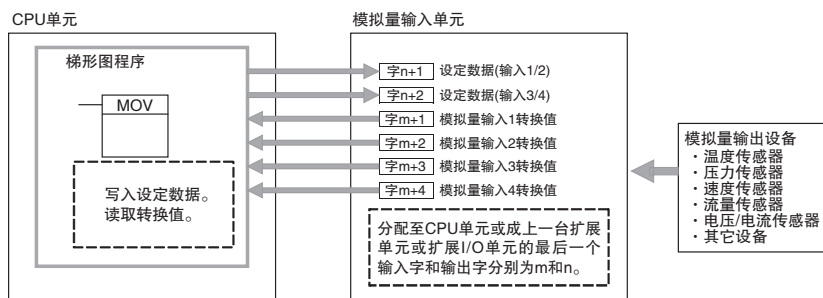 CPU单元
梯形图程序
MOV
写入设定数据。
读取转换值。
模拟量输入单元
字n+1 设定数据(输入1/2)
字n+2 设定数据(输入3/4)
字m+1 模拟量输入1转换值
字m+2 模拟量输入2转换值
字m+3 模拟量输入3转换值
字m+4 模拟量输入4转换值
分配至CPU单元或成上一台扩展
单元或扩展I/O单元的最后一个
输入字和输出字分别为m和n。
模拟量输出设备
・温度传感器
・压力传感器
・速度传感器
・流量传感器
・电压/电流传感器
・其它设备